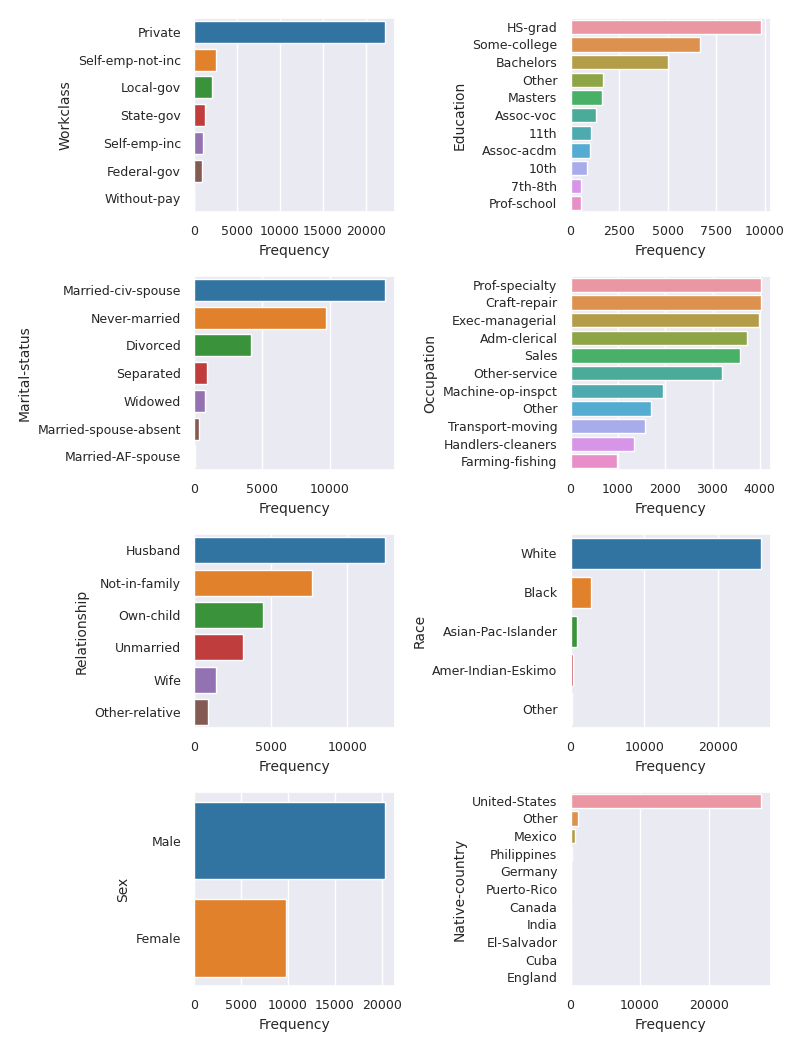 Private
Self-emp-not-inc
Local-gov
State-gov
Self-emp-inc
Federal-gov
Without-pay
Workclass
0 5000 10000 15000 20000
Frequency
HS-grad
Some-college
Bachelors
Other
Masters
Assoc-voc
11th
Assoc-acdm
10th
7th-8th
Prof-school
Education
0 2500 5000 7500 10000
Frequency
Married-civ-spouse
Never-married
Divorced
Separated
Widowed
Married-spouse-absent
Married-AF-spouse
Marital-status
0 5000 10000
Frequency
Prof-specialty
Craft-repair
Exec-managerial
Adm-clerical
Sales
Other-service
Machine-op-inspct
Other
Transport-moving
Handlers-cleaners
Farming-fishing
Occupation
0 1000 2000 3000 4000
Frequency
Husband
Not-in-family
Own-child
Unmarried
Wife
Other-relative
Relationship
0 5000 10000
Frequency
White
Black
Asian-Pac-Islander
Amer-Indian-Eskimo
Other
Race
0 10000 20000
Frequency
Male
Female
Sex
0 5000 10000 15000 20000
Frequency
United-States
Other
Mexico
Philippines
Germany
Puerto-Rico
Canada
India
El-Salvador
Cuba
England
Native-country
0 10000 20000
Frequency